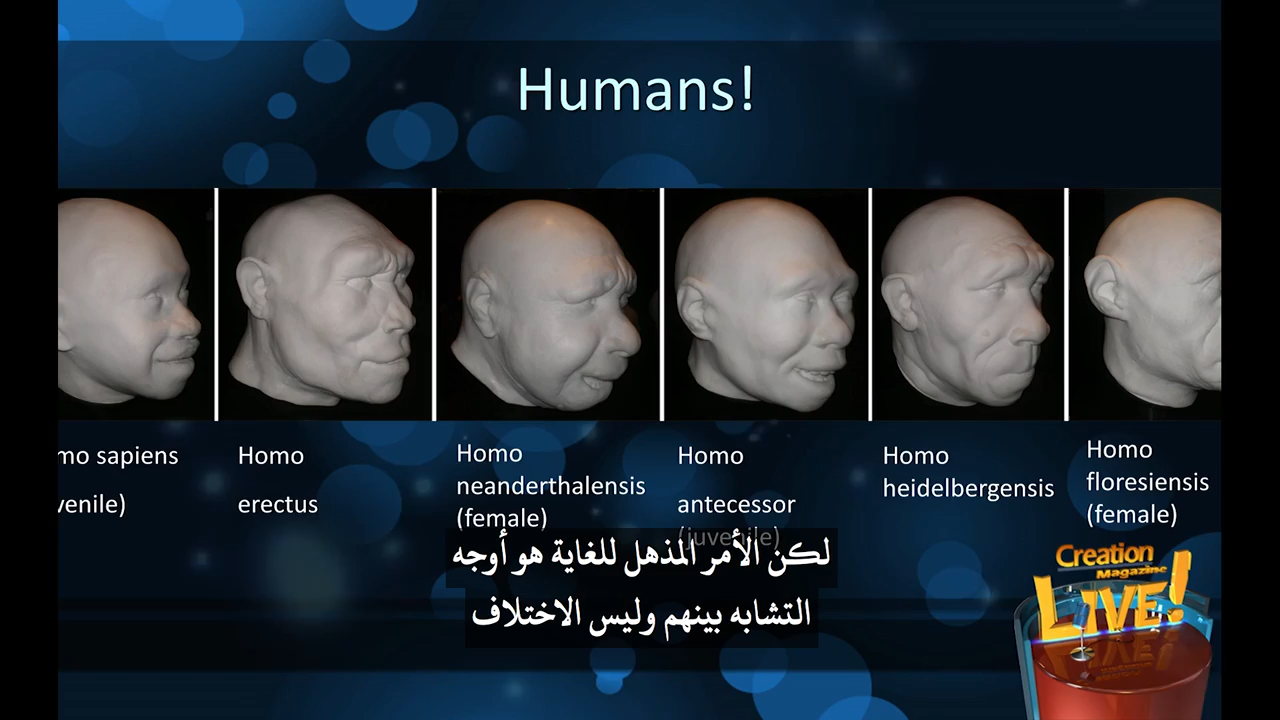 Humans!
mo sapiens
venile)
Homo
erectus
Homo
neanderthalensis
(female)
Homo
antecessor
(juvenile)
Homo
heidelbergensis
Homo
floresiensis
(female)
لكن الأمر المذهل للغاية هو أوجه
التشابه بينهم وليس الاختلاف
Creation
Magazine
LIVE!